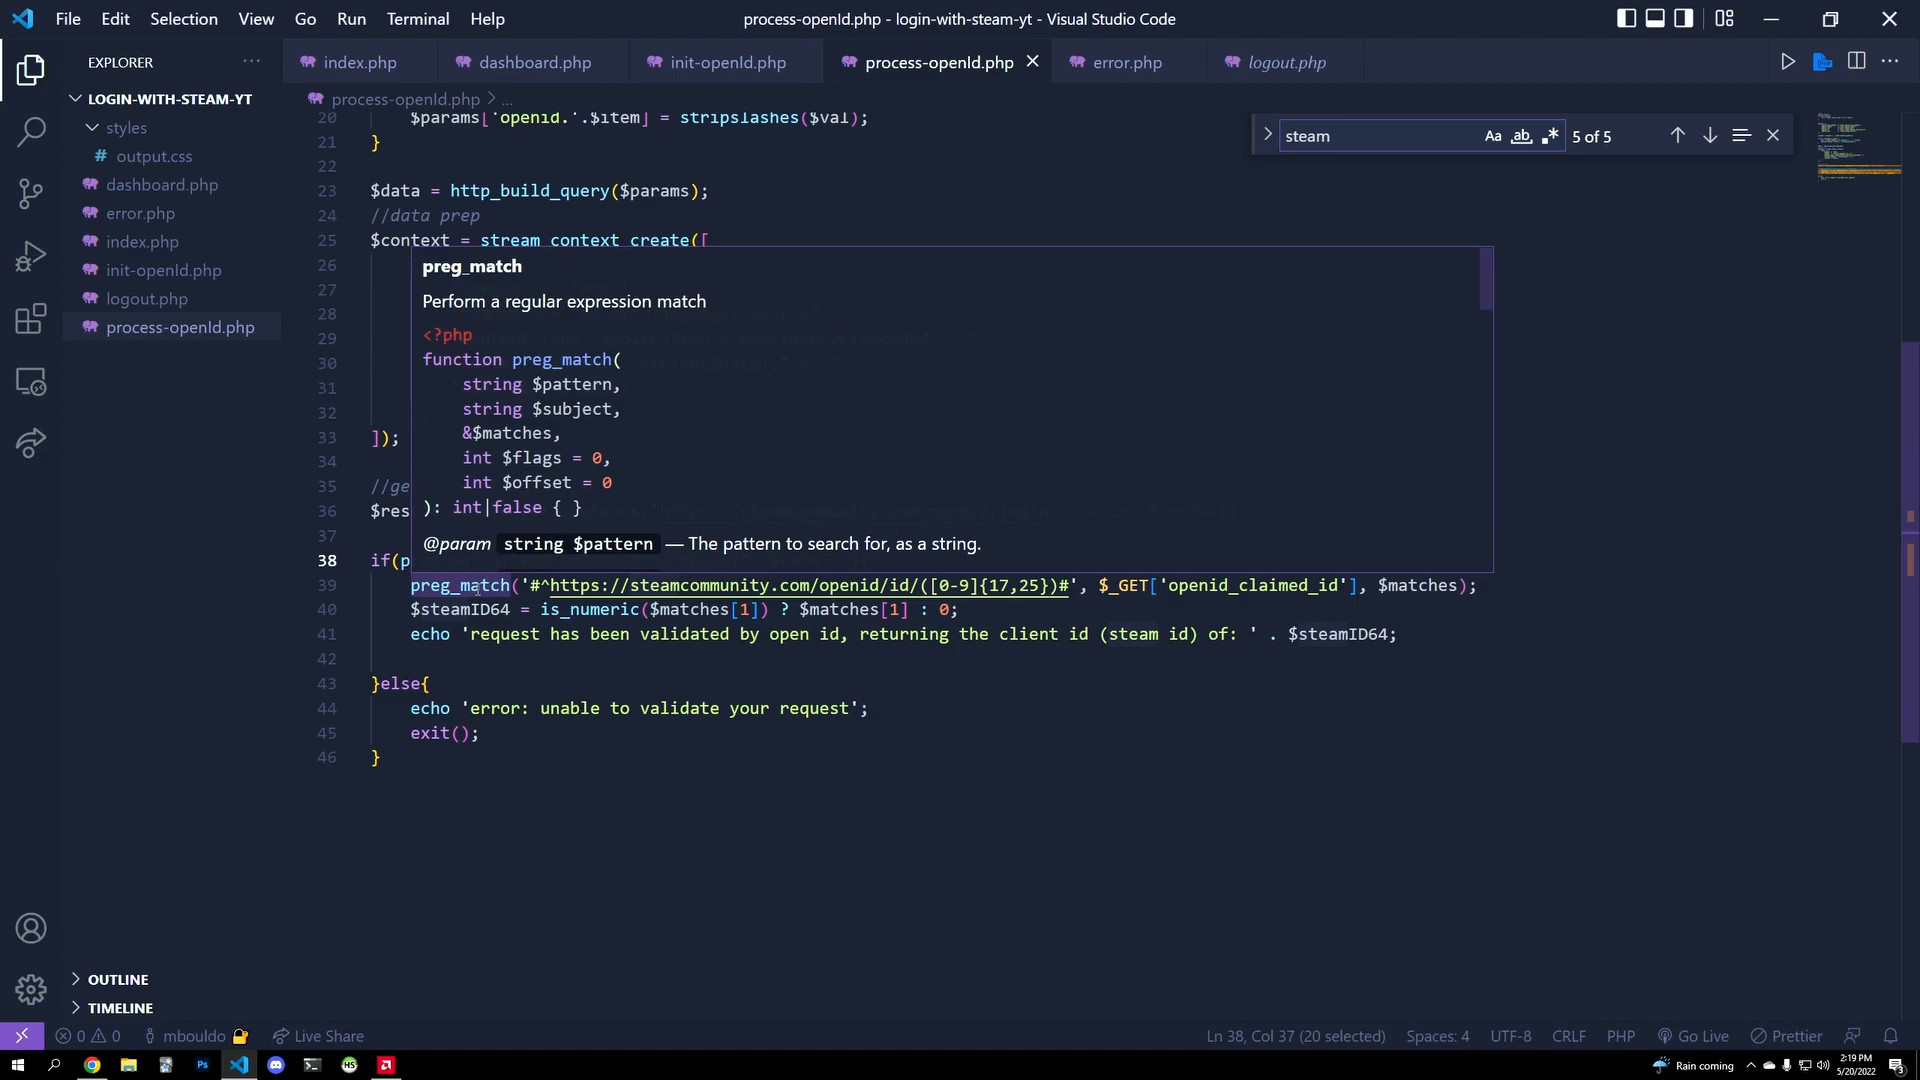 File Edit Selection View Go Run Terminal Help
process-openId.php - login-with-steam-yt - Visual Studio Code
EXPLORER
index.php
dashboard.php
init-openId.php
process-openId.php
error.php
logout.php
LOGIN-WITH-STEAM-YT
styles
# output.css
dashboard.php
error.php
index.php
init-openId.php
logout.php
process-openId.php
OUTLINE
TIMELINE
process-openId.php > ...
steam
Aa ab .* 5 of 5
20 $params['openid.'.$item] = stripslashes($val);
21 }
22
23 $data = http_build_query($params);
24 //data prep
25 $context = stream_context_create([
26
27
28
29
30
31
32
33 ]);
34
35 //ge
36 $res
37
38 if(p
preg_match
Perform a regular expression match
<?php
function preg_match(
string $pattern,
string $subject,
&$matches,
int $flags = 0,
int $offset = 0
): int|false { }
@param string $pattern — The pattern to search for, as a string.
39 preg_match('#^https://steamcommunity.com/openid/id/([0-9]{17,25})#', $_GET['openid_claimed_id'], $matches);
40 $steamID64 = is_numeric($matches[1]) ? $matches[1] : 0;
41 echo 'request has been validated by open id, returning the client id (steam id) of: ' . $steamID64;
42
43 }else{
44 echo 'error: unable to validate your request';
45 exit();
46 }
0 0 mbouldo Live Share
Ln 38, Col 37 (20 selected) Spaces: 4 UTF-8 CRLF PHP Go Live Prettier
Ps
HS
Rain coming
2:19 PM
5/20/2022
3